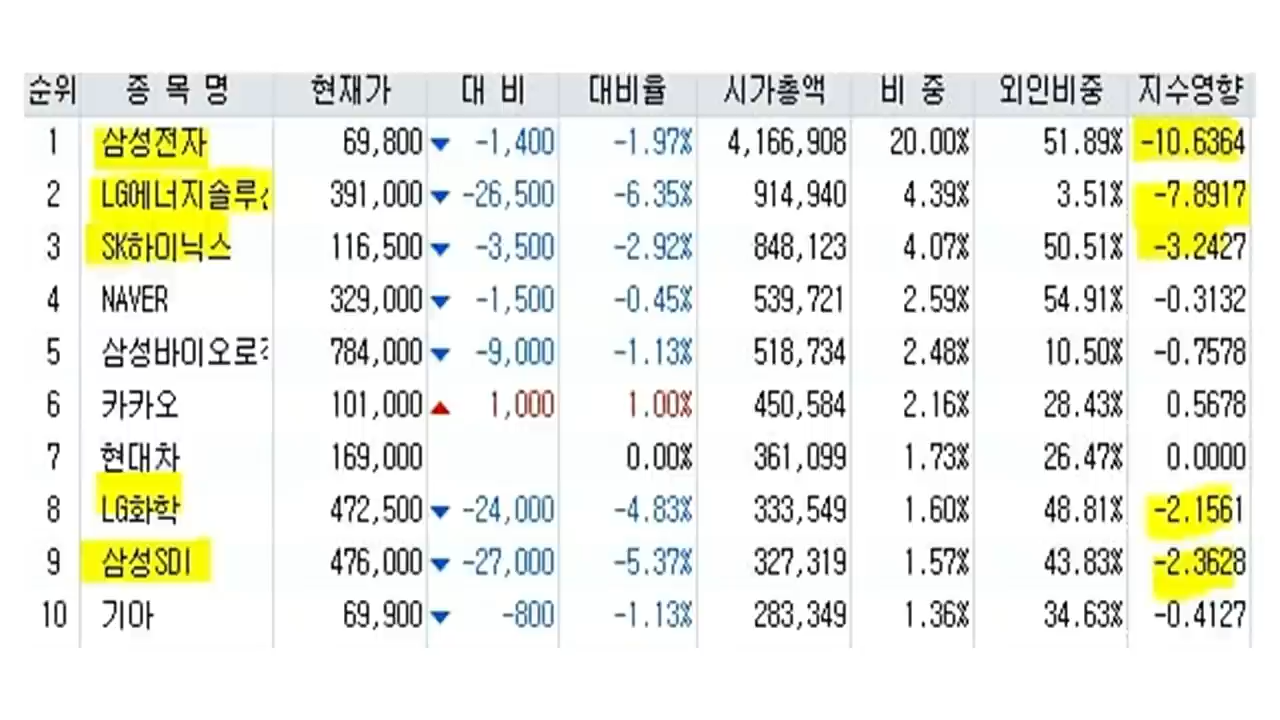 순위 종 목 명 현재가 대 비 대비율 시가총액 비 중 외인비중 지수영향
1 삼성전자 69,800 ▼ -1,400 -1.97% 4,166,908 20.00% 51.89% -10.6364
2 LG에너지솔루 391,000 ▼ -26,500 -6.35% 914,940 4.39% 3.51% -7.8917
3 SK하이닉스 116,500 ▼ -3,500 -2.92% 848,123 4.07% 50.51% -3.2427
4 NAVER 329,000 ▼ -1,500 -0.45% 539,721 2.59% 54.91% -0.3132
5 삼성바이오로 784,000 ▼ -9,000 -1.13% 518,734 2.48% 10.50% -0.7578
6 카카오 101,000 ▲ 1,000 1.00% 450,584 2.16% 28.43% 0.5678
7 현대차 169,000 0.00% 361,099 1.73% 26.47% 0.0000
8 LG화학 472,500 ▼ -24,000 -4.83% 333,549 1.60% 48.81% -2.1561
9 삼성SDI 476,000 ▼ -27,000 -5.37% 327,319 1.57% 43.83% -2.3628
10 기아 69,900 ▼ -800 -1.13% 283,349 1.36% 34.63% -0.4127